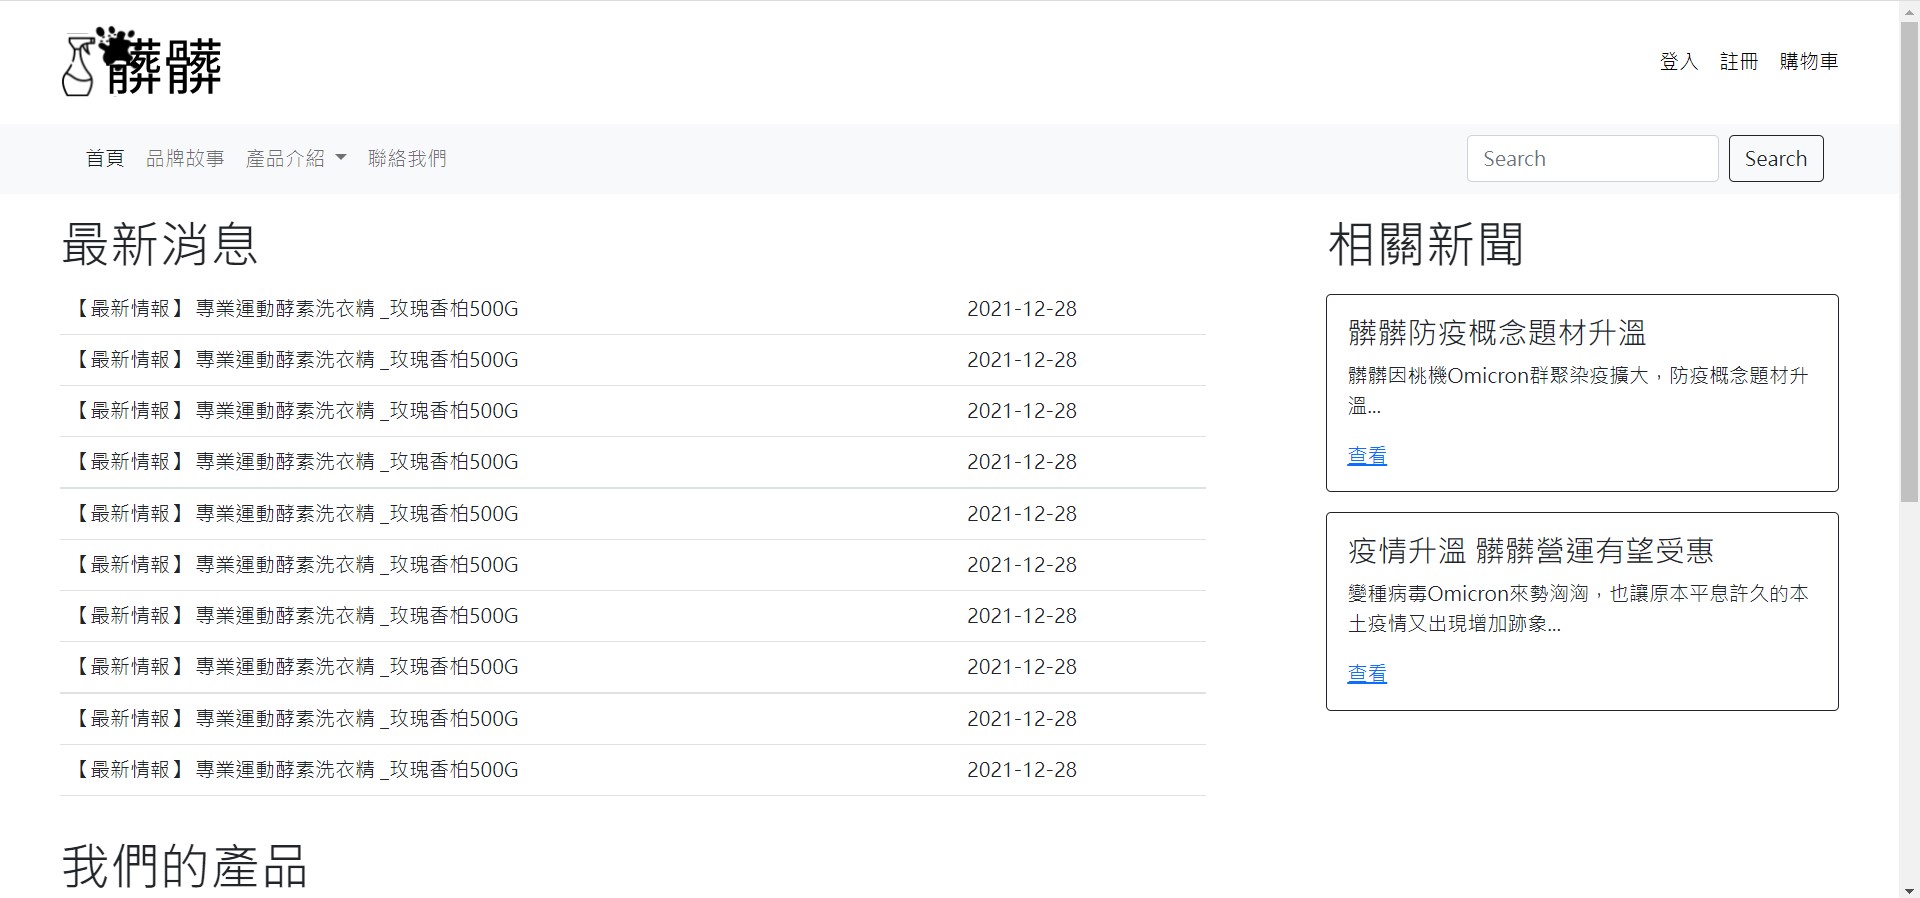 髒髒
登入 註冊 購物車
首頁 品牌故事 產品介紹 聯絡我們 Search Search
最新消息
【最新情報】 專業運動酵素洗衣精 _玫瑰香柏500G 2021-12-28
【最新情報】 專業運動酵素洗衣精 _玫瑰香柏500G 2021-12-28
【最新情報】 專業運動酵素洗衣精 _玫瑰香柏500G 2021-12-28
【最新情報】 專業運動酵素洗衣精 _玫瑰香柏500G 2021-12-28
【最新情報】 專業運動酵素洗衣精 _玫瑰香柏500G 2021-12-28
【最新情報】 專業運動酵素洗衣精 _玫瑰香柏500G 2021-12-28
【最新情報】 專業運動酵素洗衣精 _玫瑰香柏500G 2021-12-28
【最新情報】 專業運動酵素洗衣精 _玫瑰香柏500G 2021-12-28
【最新情報】 專業運動酵素洗衣精 _玫瑰香柏500G 2021-12-28
【最新情報】 專業運動酵素洗衣精 _玫瑰香柏500G 2021-12-28
相關新聞
髒髒防疫概念題材升溫
髒髒因桃機Omicron群聚染疫擴大，防疫概念題材升
溫...
查看
疫情升溫 髒髒營運有望受惠
變種病毒Omicron來勢洶洶，也讓原本平息許久的本
土疫情又出現增加跡象...
查看
我們的產品